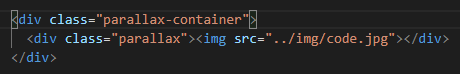 <div class="parallax-container">
<div class="parallax"><img src="../img/code.jpg"></div>
</div>